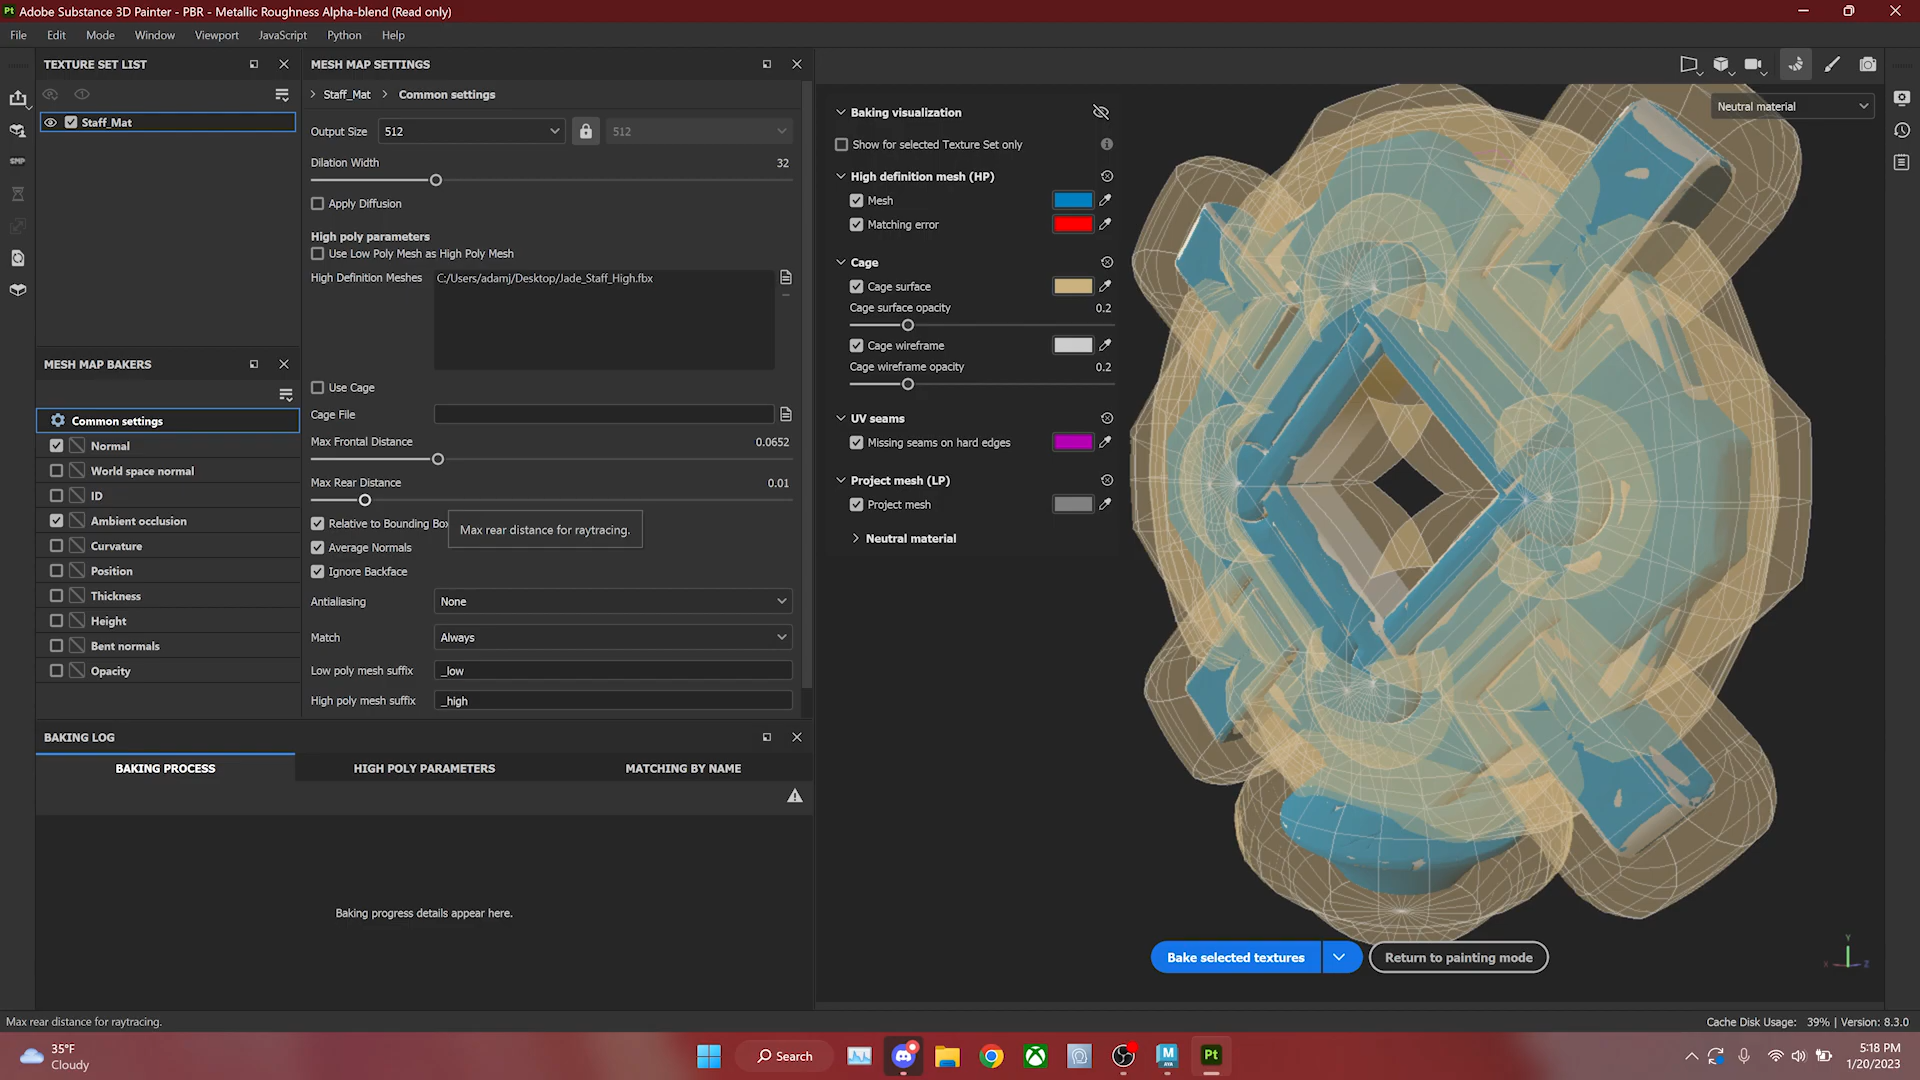 Pt Adobe Substance 3D Painter - PBR - Metallic Roughness Alpha-blend (Read only)
File Edit Mode Window Viewport JavaScript Python Help
TEXTURE SET LIST
Staff_Mat
MESH MAP SETTINGS
Staff_Mat > Common settings
Output Size 512 512
Dilation Width 32
Apply Diffusion
High poly parameters
Use Low Poly Mesh as High Poly Mesh
High Definition Meshes C:/Users/adamj/Desktop/Jade_Staff_High.fbx
Use Cage
Cage File
Max Frontal Distance 0.0652
Max Rear Distance 0.01
Relative to Bounding Box
Max rear distance for raytracing.
Average Normals
Ignore Backface
Antialiasing None
Match Always
Low poly mesh suffix _low
High poly mesh suffix _high
MESH MAP BAKERS
Common settings
Normal
World space normal
ID
Ambient occlusion
Curvature
Position
Thickness
Height
Bent normals
Opacity
BAKING LOG
BAKING PROCESS HIGH POLY PARAMETERS MATCHING BY NAME
Baking progress details appear here.
Baking visualization
Show for selected Texture Set only
High definition mesh (HP)
Mesh
Matching error
Cage
Cage surface
Cage surface opacity 0.2
Cage wireframe
Cage wireframe opacity 0.2
UV seams
Missing seams on hard edges
Project mesh (LP)
Project mesh
Neutral material
Neutral material
Bake selected textures
Return to painting mode
Max rear distance for raytracing.
Cache Disk Usage: 39% | Version: 8.3.0
35°F
Cloudy
Search
Pt
5:18 PM
1/20/2023